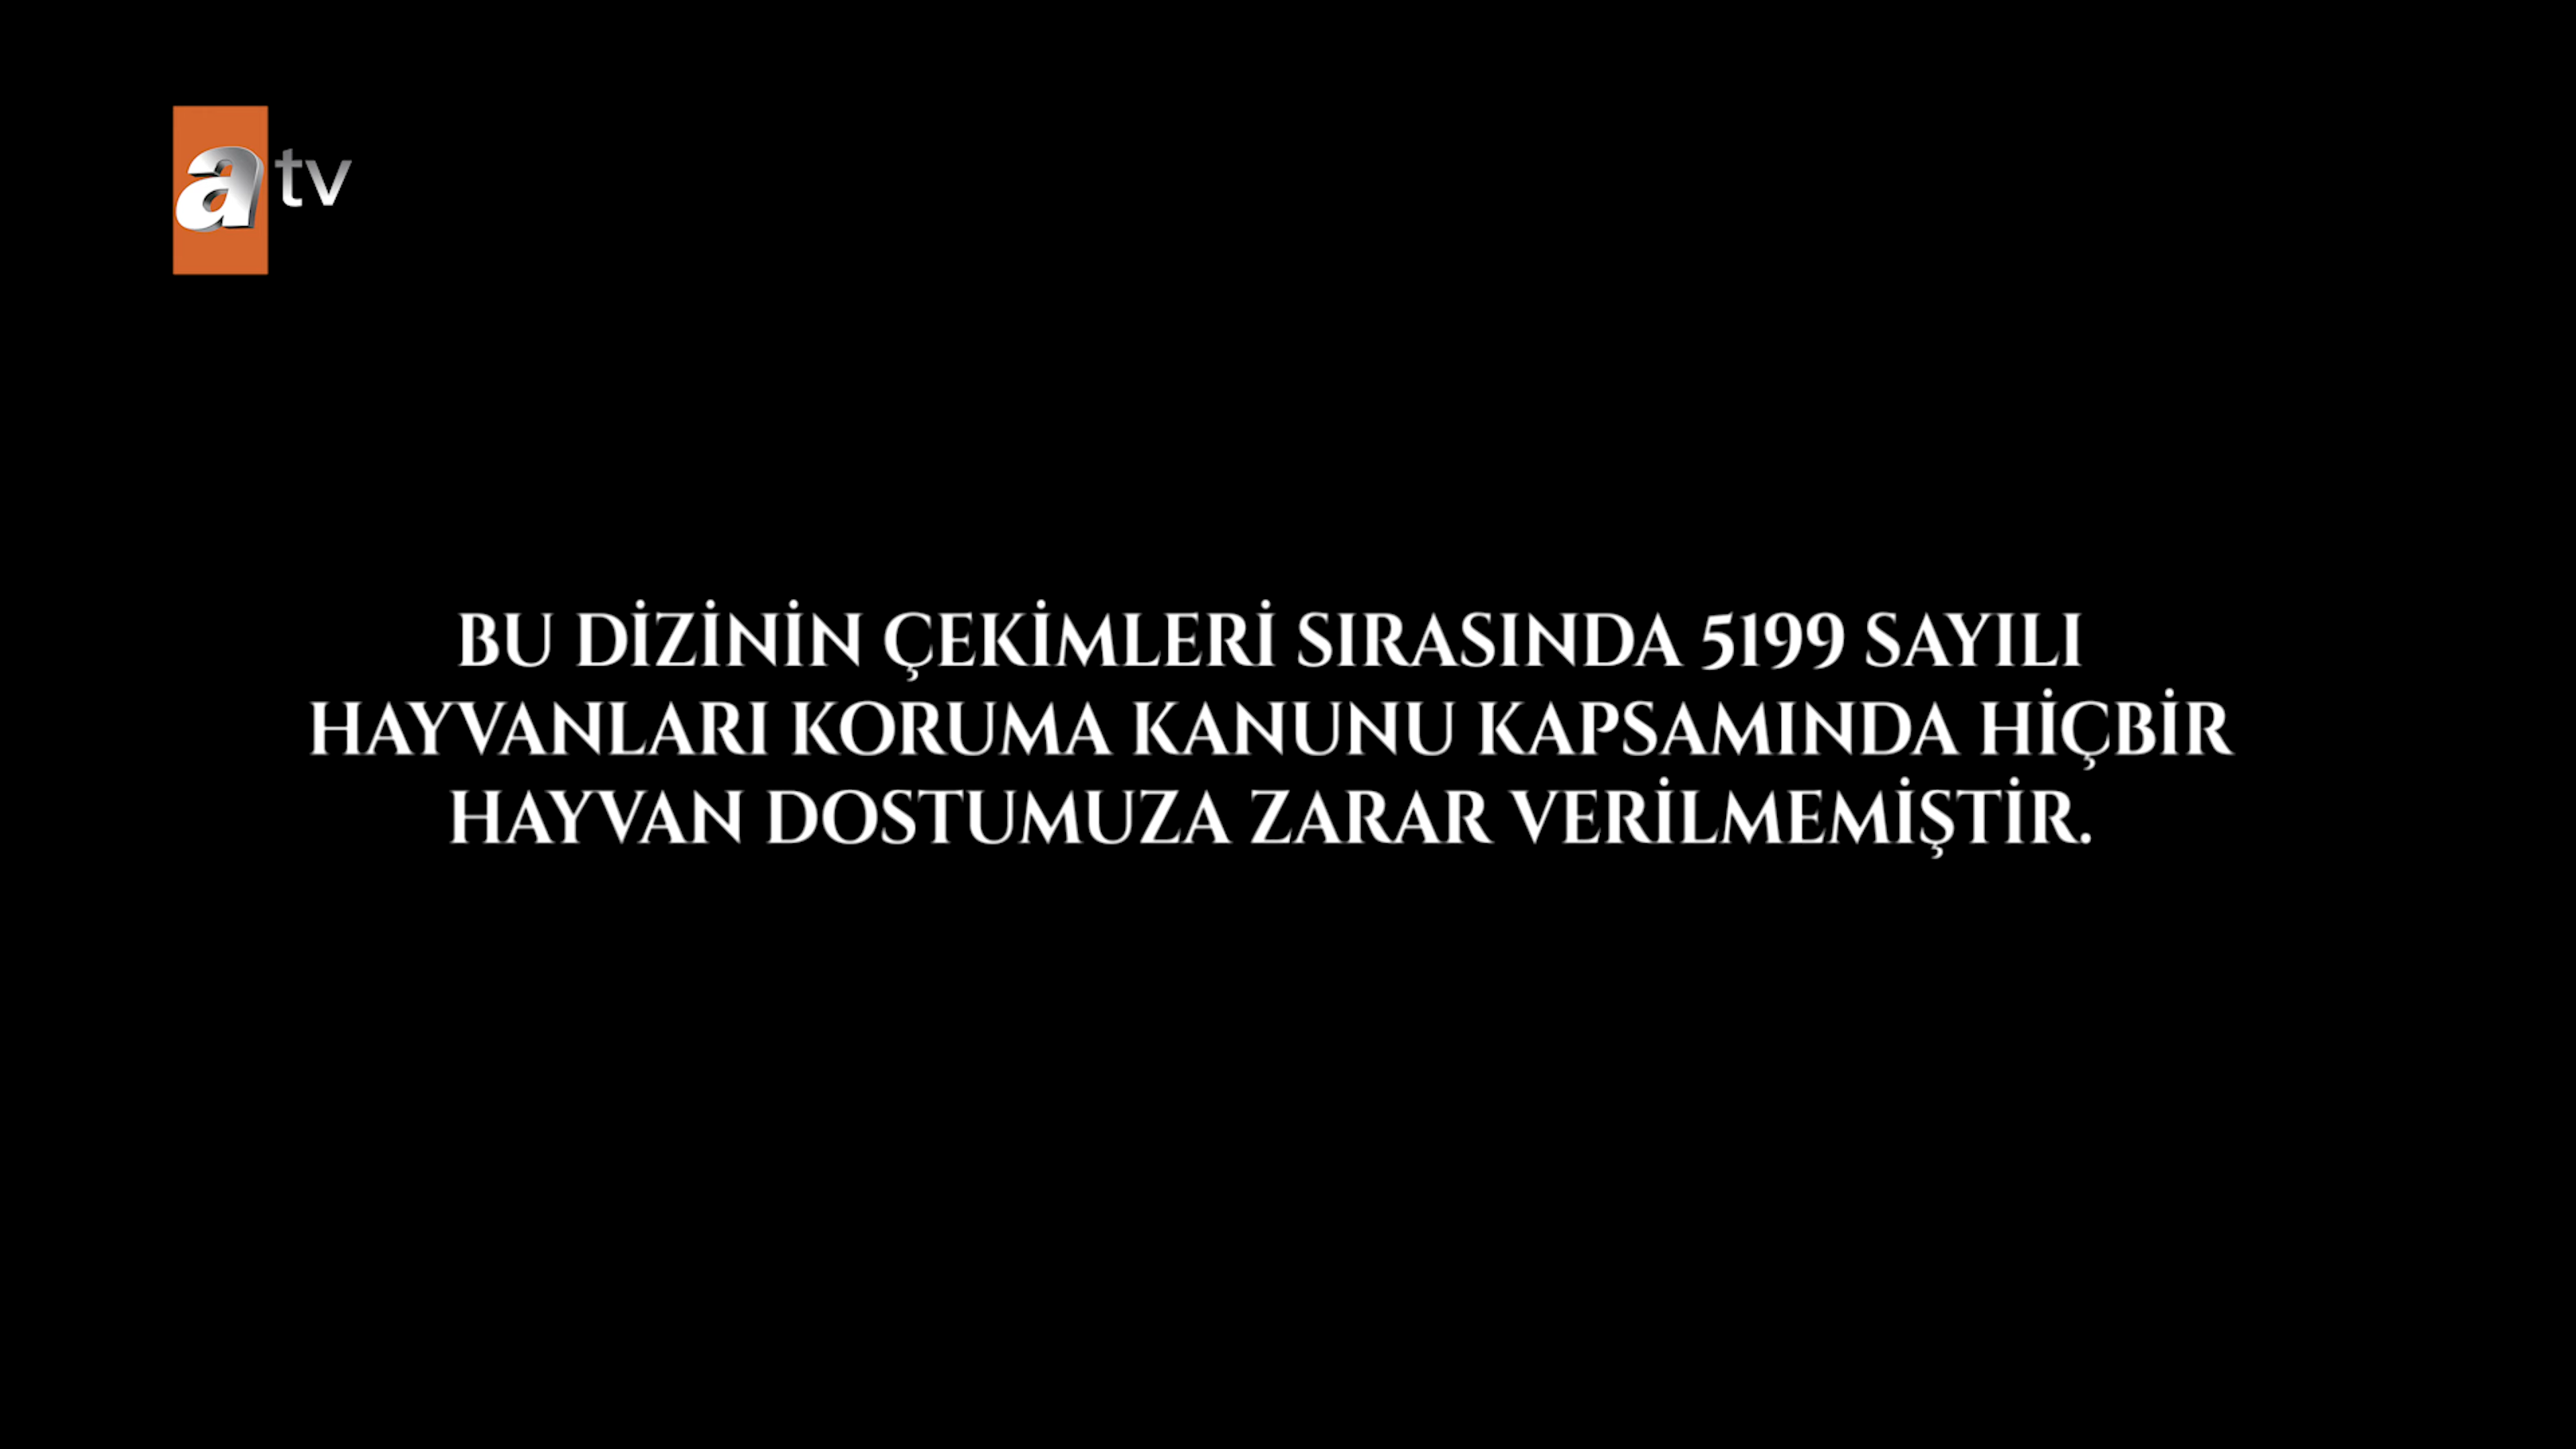 atv
BU DİZİNİN ÇEKİMLERİ SIRASINDA 5199 SAYILI
HAYVANLARI KORUMA KANUNU KAPSAMINDA HİÇBİR
HAYVAN DOSTUMUZA ZARAR VERİLMEMİŞTİR.